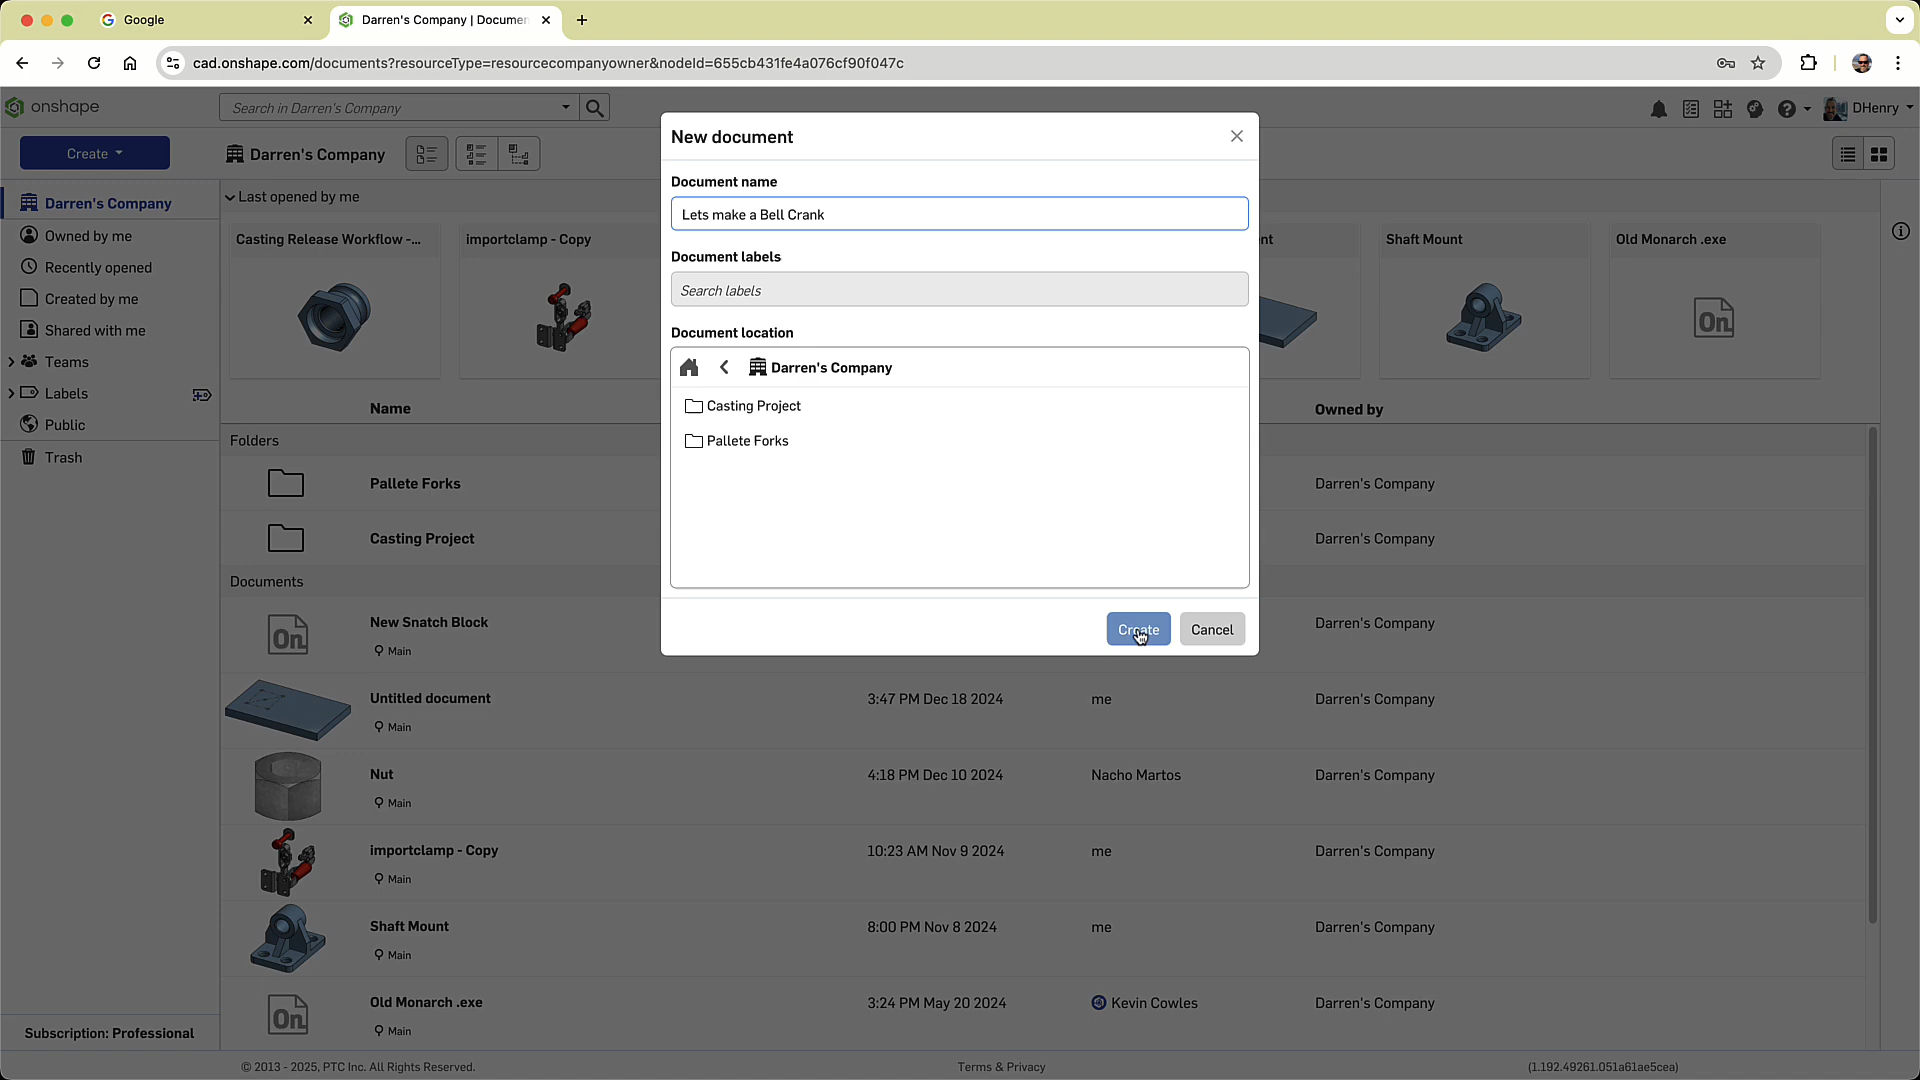 Google
Darren's Company | Documen
cad.onshape.com/documents?resourceType=resourcecompanyowner&nodeId=655cb431fe4a076cf90f047c
onshape
Search in Darren's Company
DHenry
Create
Darren's Company
Darren's Company
Owned by me
Recently opened
Created by me
Shared with me
Teams
Labels
Public
Trash
Subscription: Professional
Last opened by me
Casting Release Workflow -...
importclamp - Copy
nt
Shaft Mount
Old Monarch .exe
On
Name
Owned by
Folders
Pallete Forks
Darren's Company
Casting Project
Darren's Company
Documents
On
New Snatch Block
Main
Darren's Company
Untitled document
Main
3:47 PM Dec 18 2024
me
Darren's Company
Nut
Main
4:18 PM Dec 10 2024
Nacho Martos
Darren's Company
importclamp - Copy
Main
10:23 AM Nov 9 2024
me
Darren's Company
Shaft Mount
Main
8:00 PM Nov 8 2024
me
Darren's Company
On
Old Monarch .exe
Main
3:24 PM May 20 2024
Kevin Cowles
Darren's Company
New document
Document name
Lets make a Bell Crank
Document labels
Search labels
Document location
Darren's Company
Casting Project
Pallete Forks
Create
Cancel
© 2013 - 2025, PTC Inc. All Rights Reserved.
Terms & Privacy
(1.192.49261.051a61ae5cea)